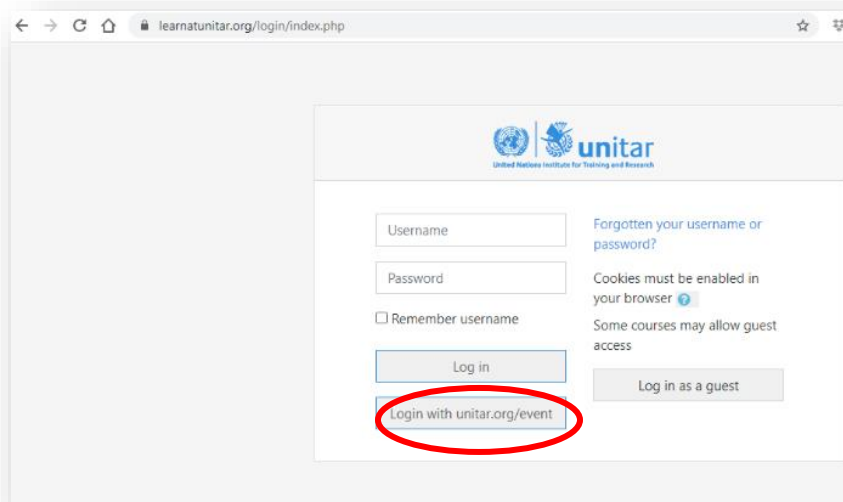 learnatunitar.org/login/index.php
unitar
United Nations Institute for Training and Research
Username
Password
Remember username
Log in
Login with unitar.org/event
Forgotten your username or
password?
Cookies must be enabled in
your browser ?
Some courses may allow guest
access
Log in as a guest